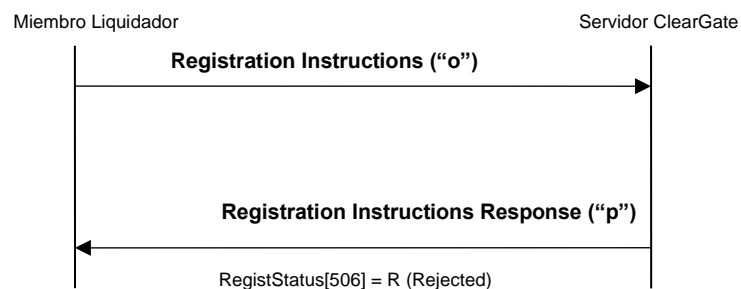 Miembro Liquidador
Servidor ClearGate
Registration Instructions (“o”)
Registration Instructions Response (“p”)
RegistStatus[506] = R (Rejected)